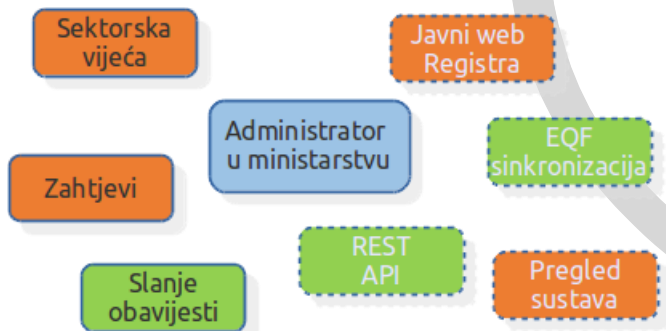 Sektorska
vijeća
Javni web
Registra
Administrator
u ministarstvu
EQF
sinkronizacija
Zahtjevi
REST
API
Pregled
sustava
Slanje
obavijesti